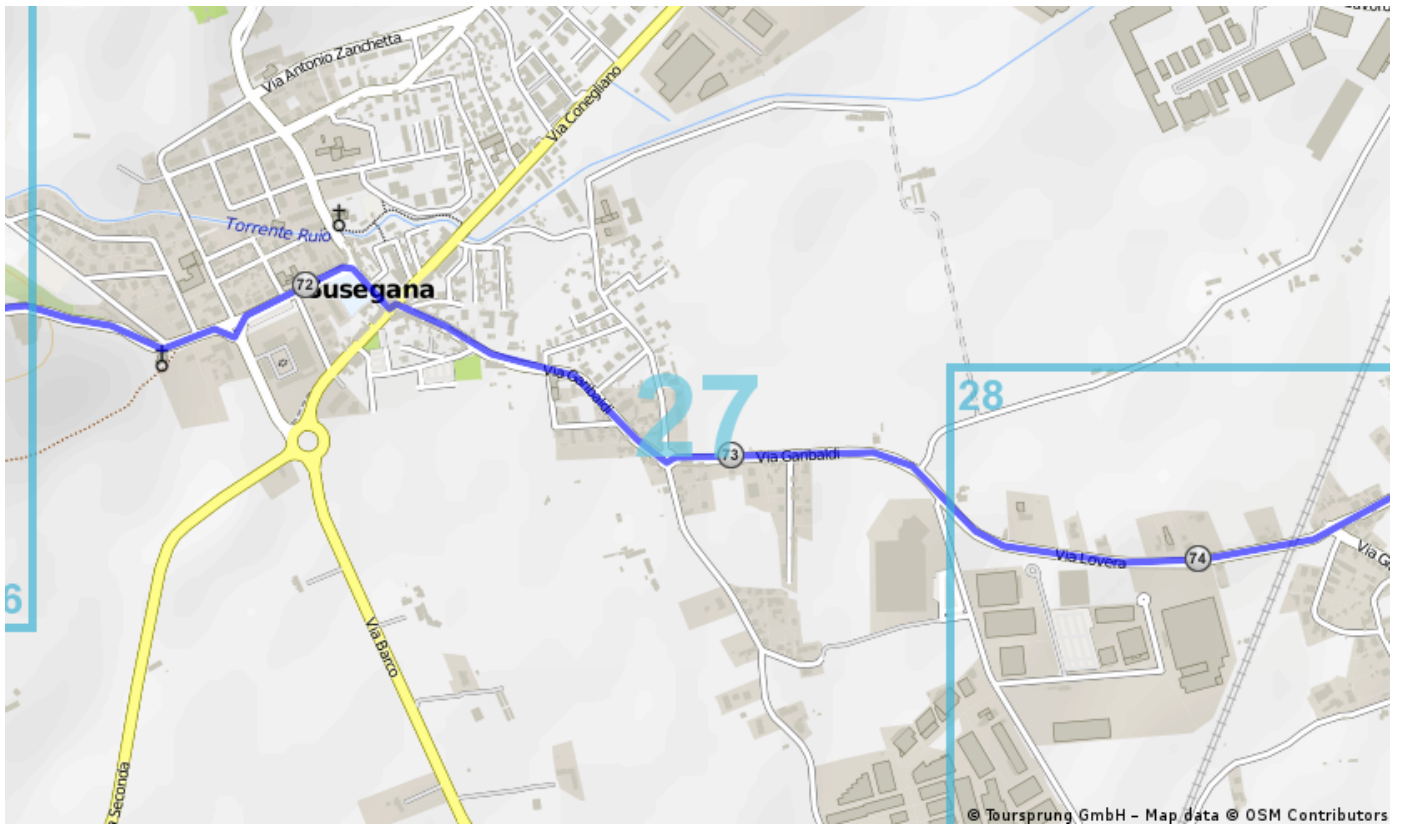 Via Antonio Zanchetta
Via Conegliano
Torrente Ruio
72
Susegana
Via Garibaldi
27
28
73
Via Garibaldi
Via Lovera
74
6
Via Barco
Seconda
© Toursprung GmbH – Map data © OSM Contributors